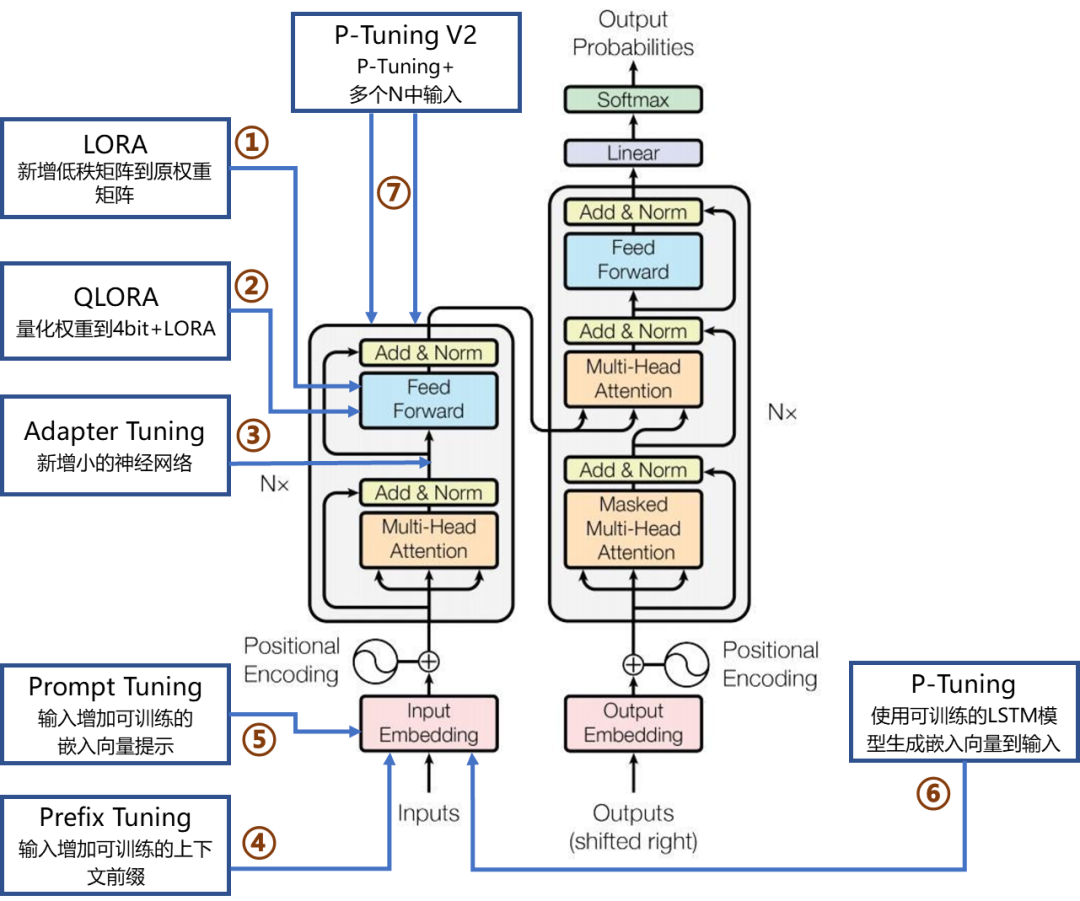 Output
Probabilities
P-Tuning V2
P-Tuning+
多个N中输入
Softmax
Linear
LORA
新增低秩矩阵到原权重
矩阵
①
⑦
Add & Norm
Feed
Forward
QLORA
量化权重到4bit+LORA
②
Add & Norm
Multi-Head
Attention
Add & Norm
Feed
Forward
Nx
Adapter Tuning
新增小的神经网络
③
Nx
Add & Norm
Multi-Head
Attention
Add & Norm
Masked
Multi-Head
Attention
Positional
Encoding
Positional
Encoding
Prompt Tuning
输入增加可训练的
嵌入向量提示
⑤
Input
Embedding
Output
Embedding
P-Tuning
使用可训练的LSTM模
型生成嵌入向量到输入
⑥
Prefix Tuning
输入增加可训练的上下
文前缀
④
Inputs
Outputs
(shifted right)